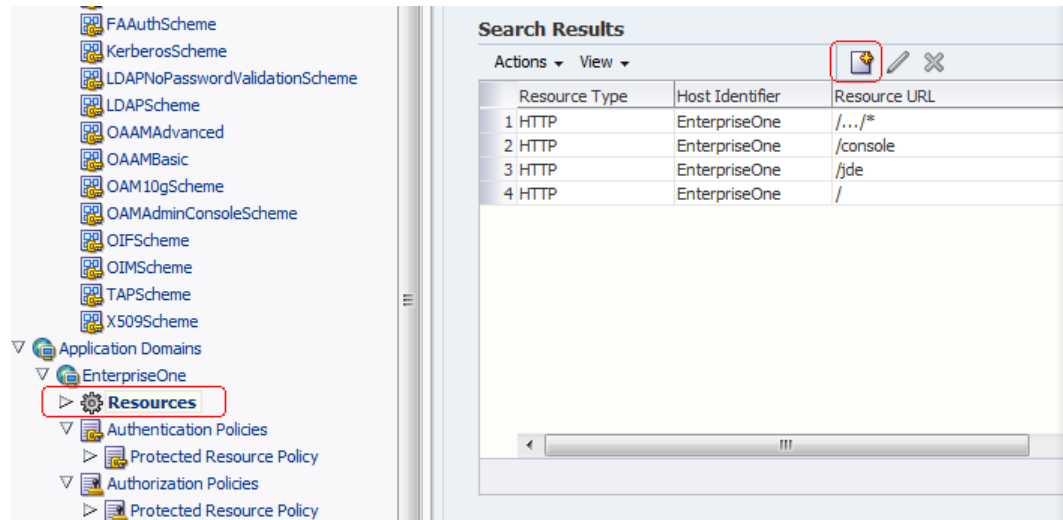 FAAuthScheme
KerberosScheme
LDAPNoPasswordValidationScheme
LDAPScheme
OAAMAdvanced
OAAMBasic
OAM10gScheme
OAMAdminConsoleScheme
OIFScheme
OIMScheme
TAPScheme
X509Scheme
Application Domains
EnterpriseOne
Resources
Authentication Policies
Protected Resource Policy
Authorization Policies
Protected Resource Policy
Search Results
Actions View
Resource Type Host Identifier Resource URL
1 HTTP EnterpriseOne /.../*
2 HTTP EnterpriseOne /console
3 HTTP EnterpriseOne /jde
4 HTTP EnterpriseOne /